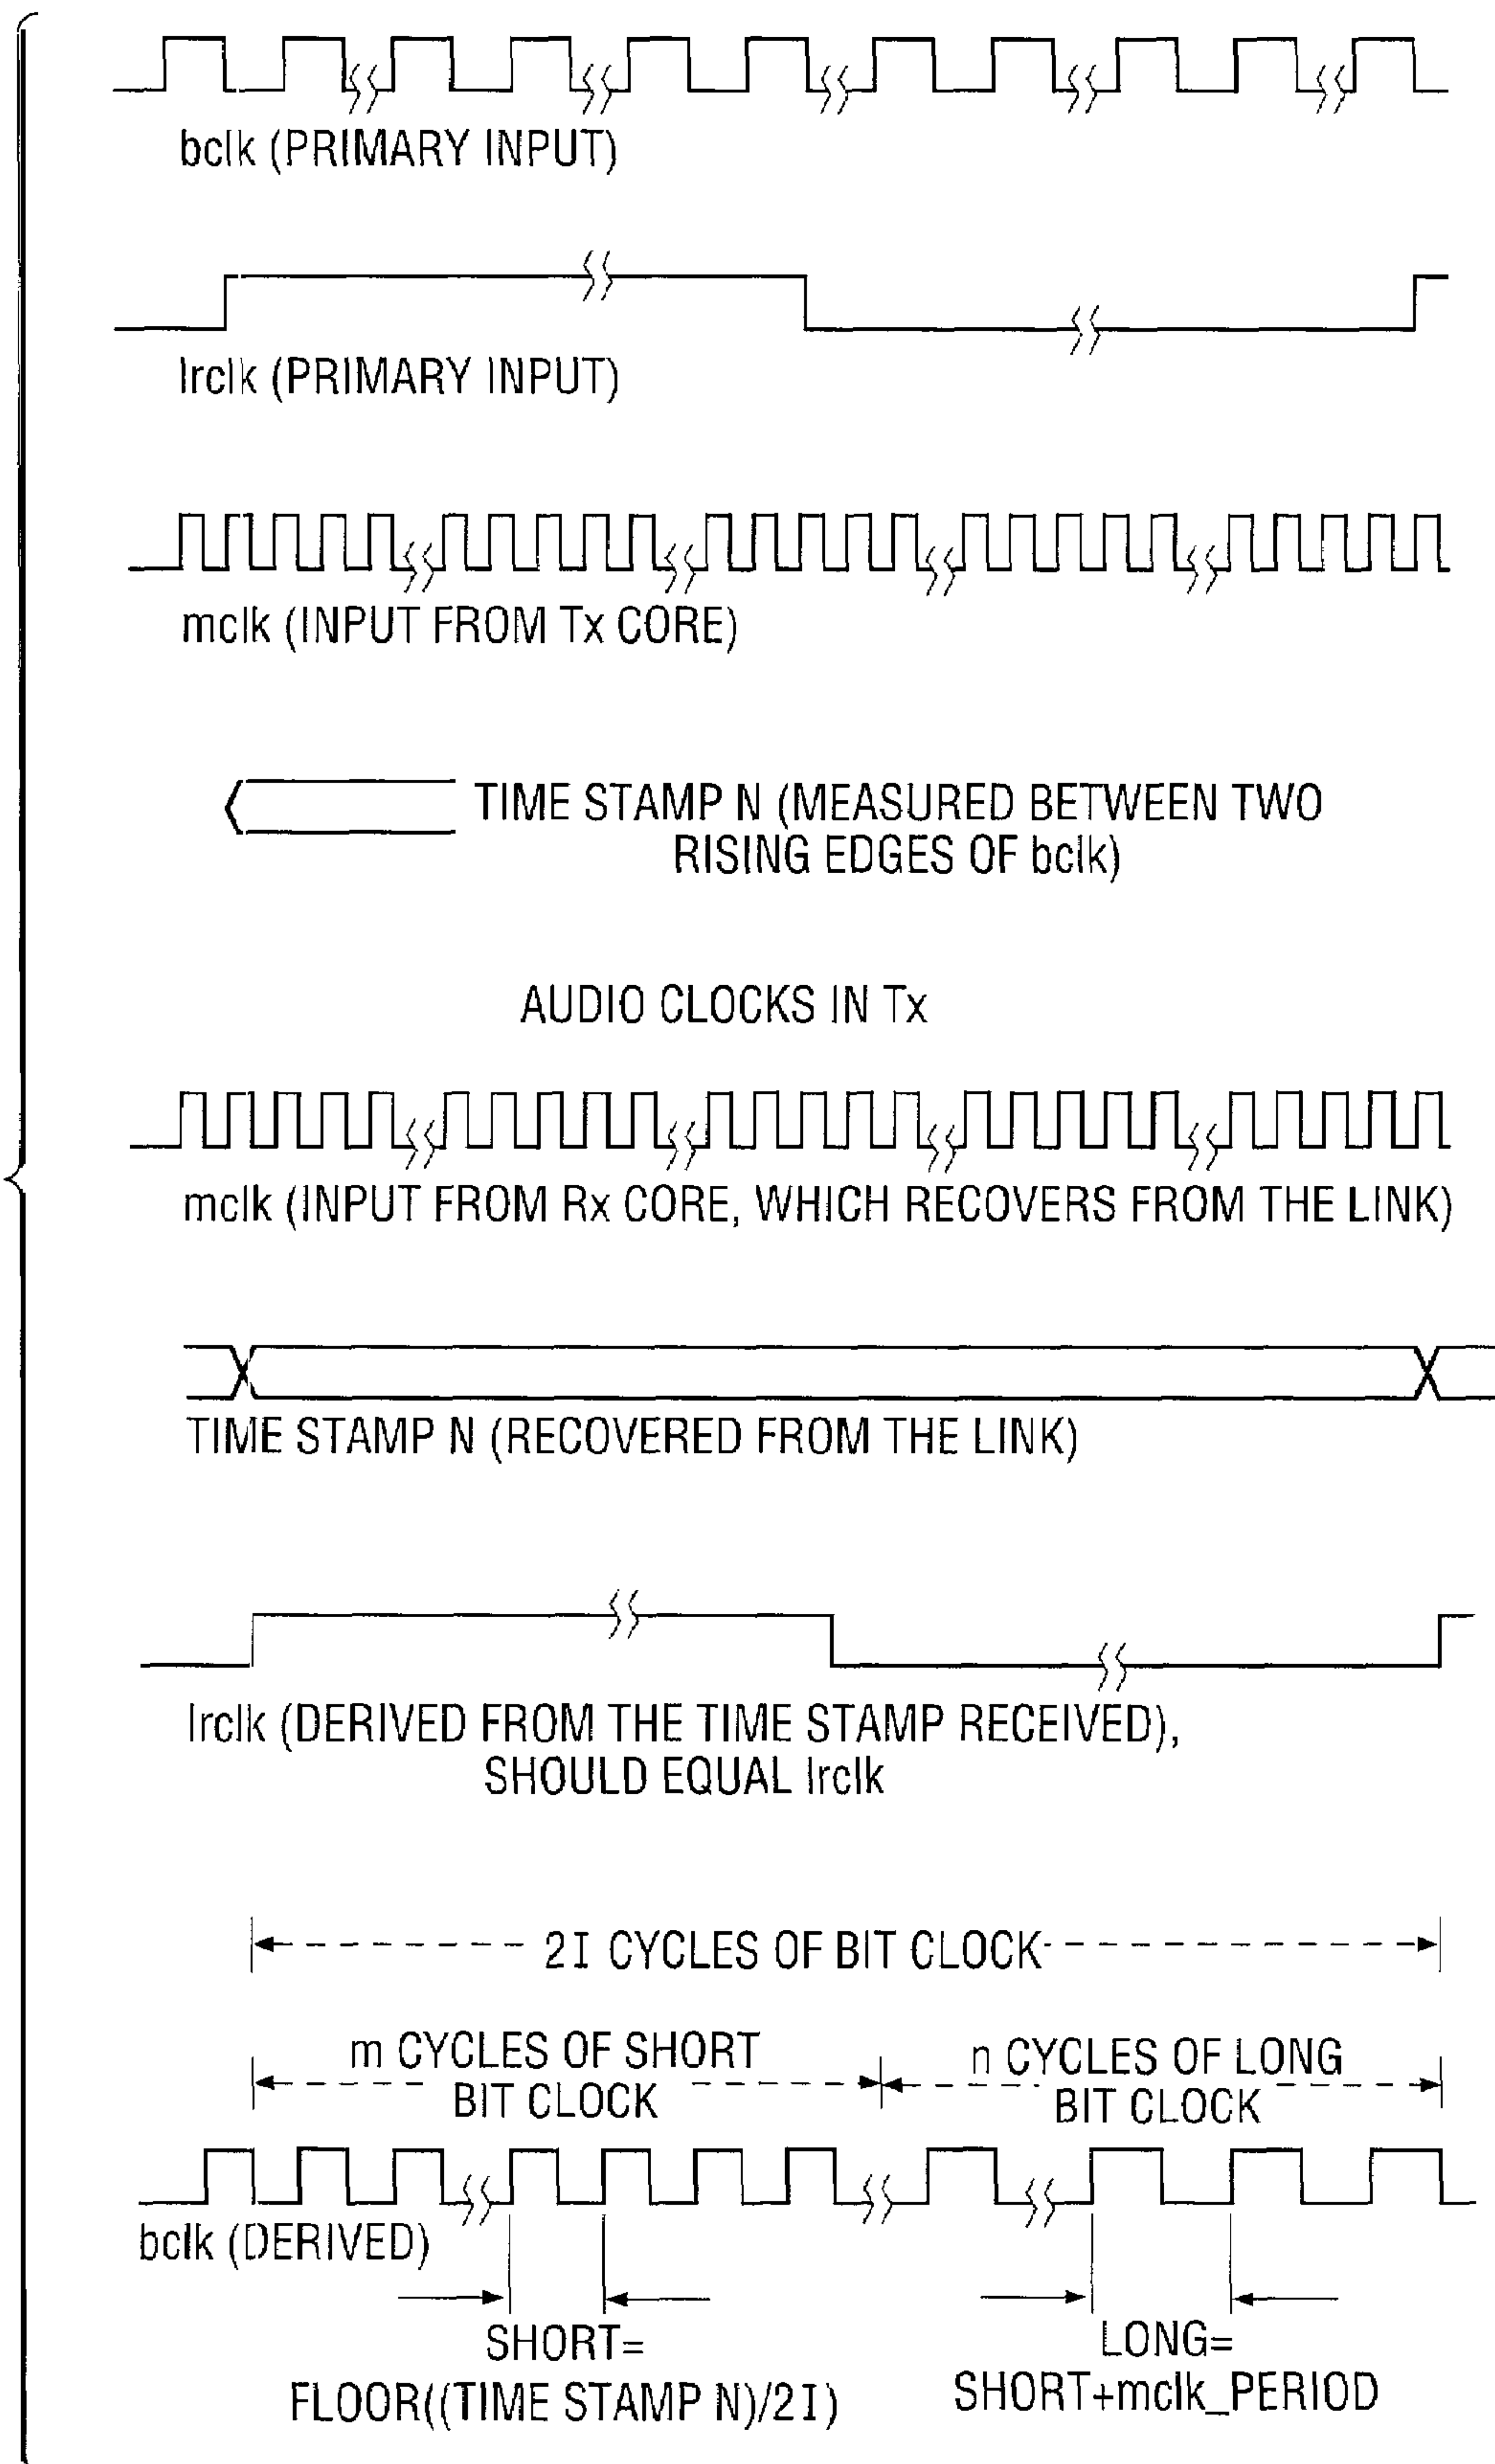 bclk (PRIMARY INPUT)
lrclk (PRIMARY INPUT)
mclk (INPUT FROM Tx CORE)
TIME STAMP N (MEASURED BETWEEN TWO
RISING EDGES OF bclk)
AUDIO CLOCKS IN Tx
mclk (INPUT FROM Rx CORE, WHICH RECOVERS FROM THE LINK)
TIME STAMP N (RECOVERED FROM THE LINK)
lrclk (DERIVED FROM THE TIME STAMP RECEIVED),
SHOULD EQUAL lrclk
2I CYCLES OF BIT CLOCK
m CYCLES OF SHORT
BIT CLOCK
n CYCLES OF LONG
BIT CLOCK
bclk (DERIVED)
SHORT=
FLOOR((TIME STAMP N)/2I)
LONG=
SHORT+mclk_PERIOD